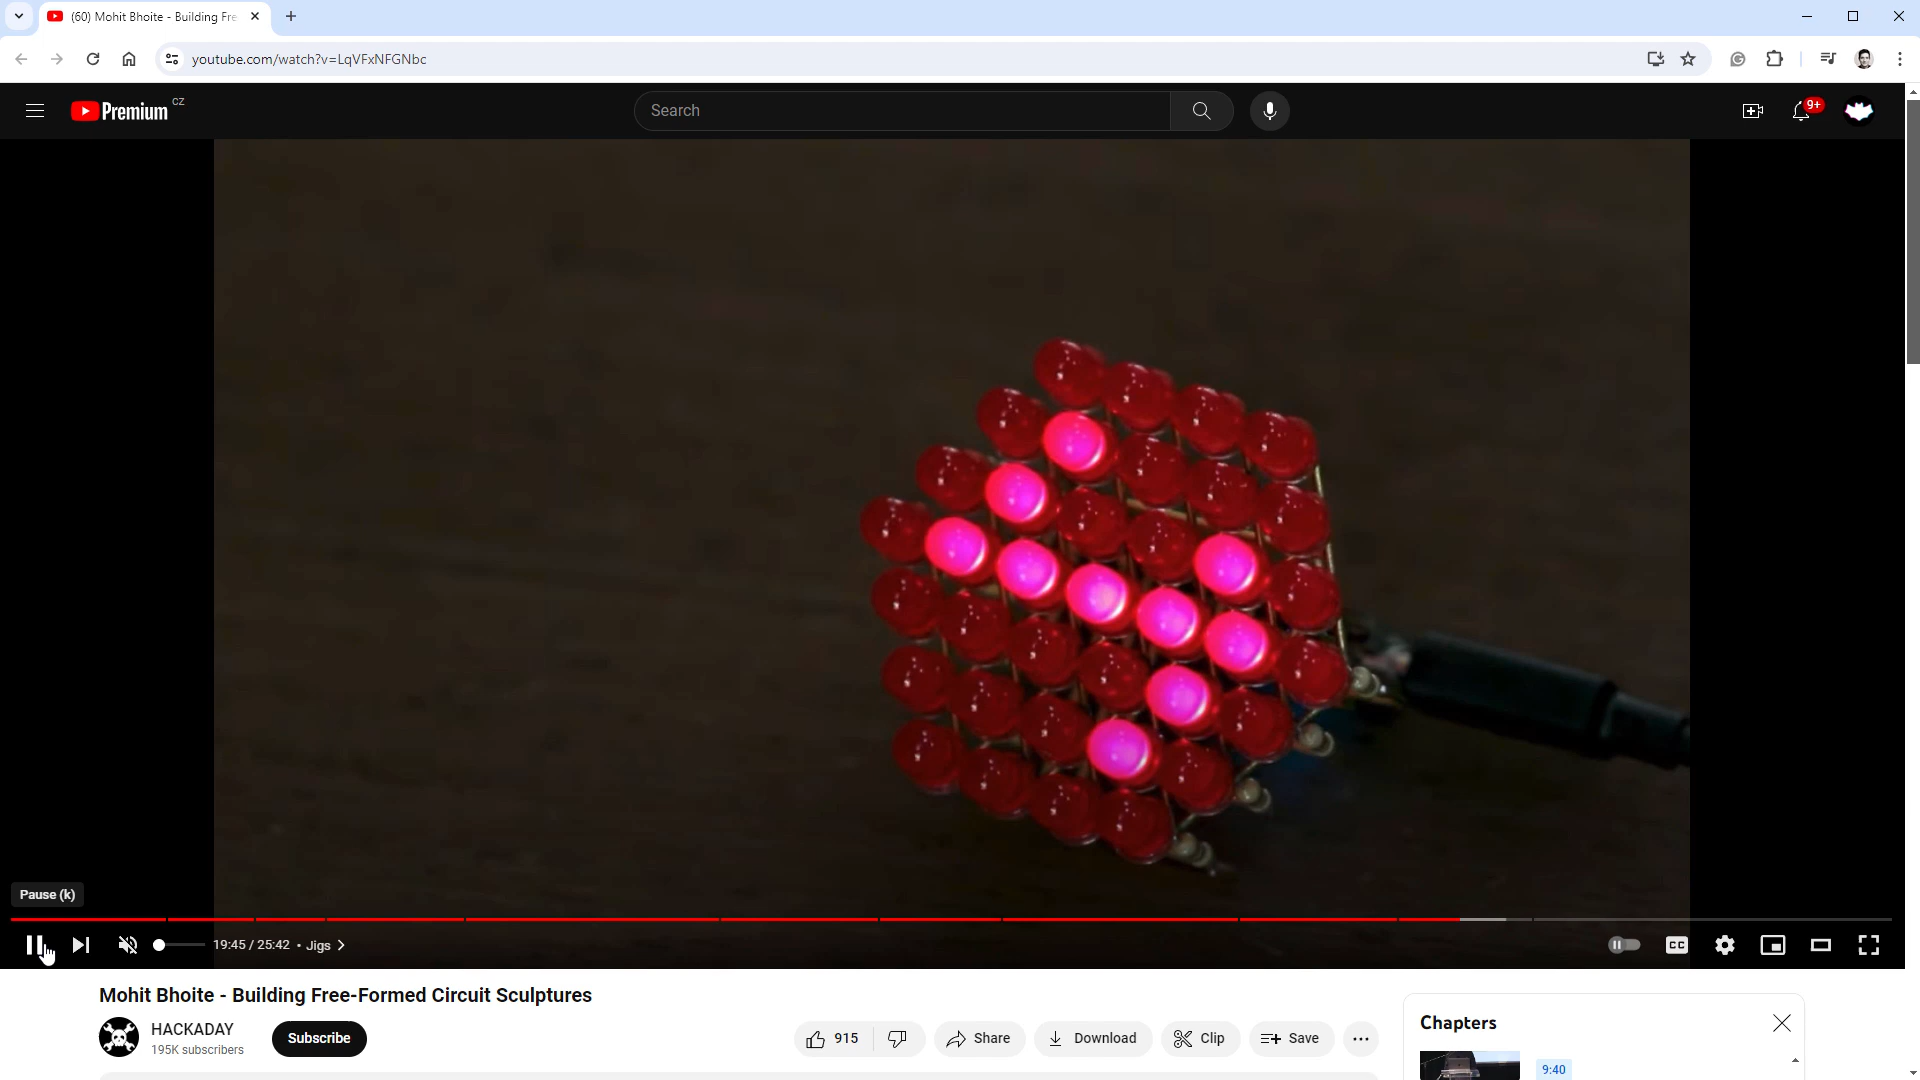 (60) Mohit Bhoite - Building Fre
youtube.com/watch?v=LqVFxNFGNbc
Premium CZ
Search
9+
Pause (k)
19:45 / 25:42 • Jigs
CC
Mohit Bhoite - Building Free-Formed Circuit Sculptures
HACKADAY
195K subscribers
Subscribe
915
Share
Download
Clip
Save
Chapters
9:40